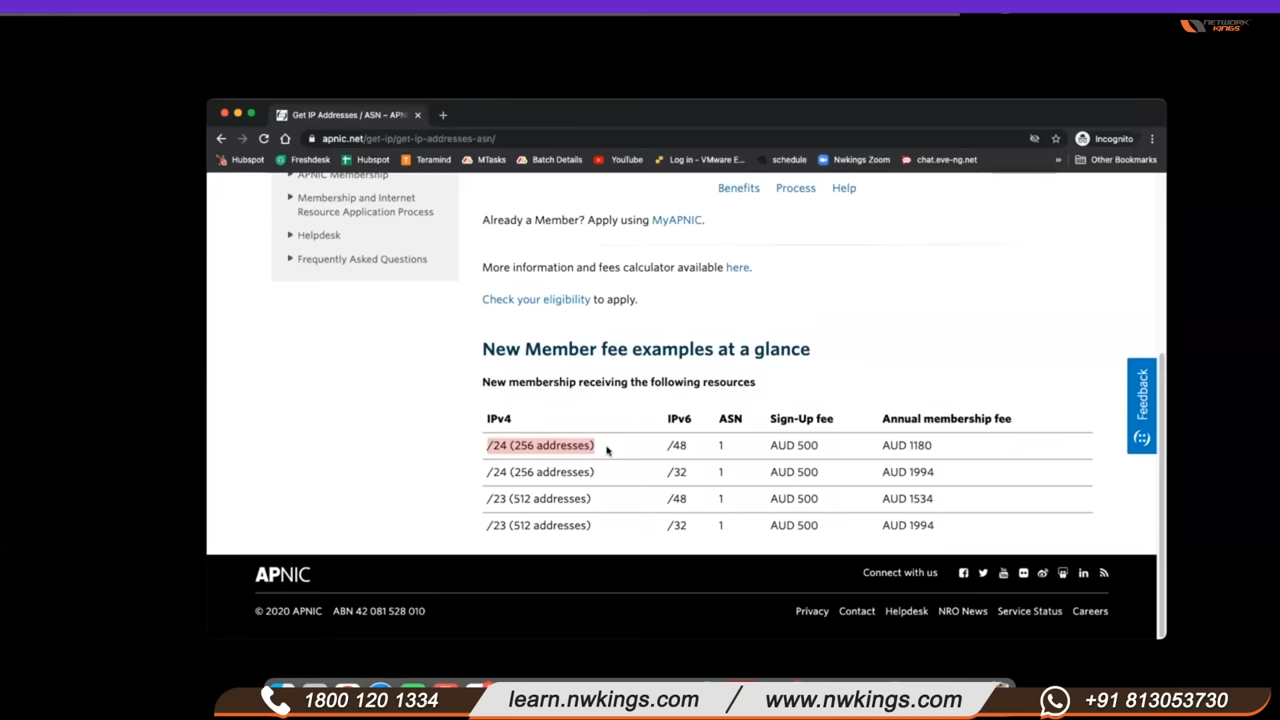 NETWORK
KINGS
Get IP Addresses / ASN – APN
apnic.net/get-ip/get-ip-addresses-asn/
Incognito
Hubspot Freshdesk Hubspot Teramind MTasks Batch Details YouTube Log in – VMware E... schedule Nwkings Zoom chat.eve-ng.net » Other Bookmarks
APNIC Membership
Membership and Internet
Resource Application Process
Helpdesk
Frequently Asked Questions
Benefits Process Help
Already a Member? Apply using MyAPNIC.
More information and fees calculator available here.
Check your eligibility to apply.
New Member fee examples at a glance
New membership receiving the following resources
IPv4 IPv6 ASN Sign-Up fee Annual membership fee
/24 (256 addresses) /48 1 AUD 500 AUD 1180
/24 (256 addresses) /32 1 AUD 500 AUD 1994
/23 (512 addresses) /48 1 AUD 500 AUD 1534
/23 (512 addresses) /32 1 AUD 500 AUD 1994
Feedback
APNIC
Connect with us
© 2020 APNIC ABN 42 081 528 010
Privacy Contact Helpdesk NRO News Service Status Careers
1800 120 1334 learn.nwkings.com / www.nwkings.com +91 813053730